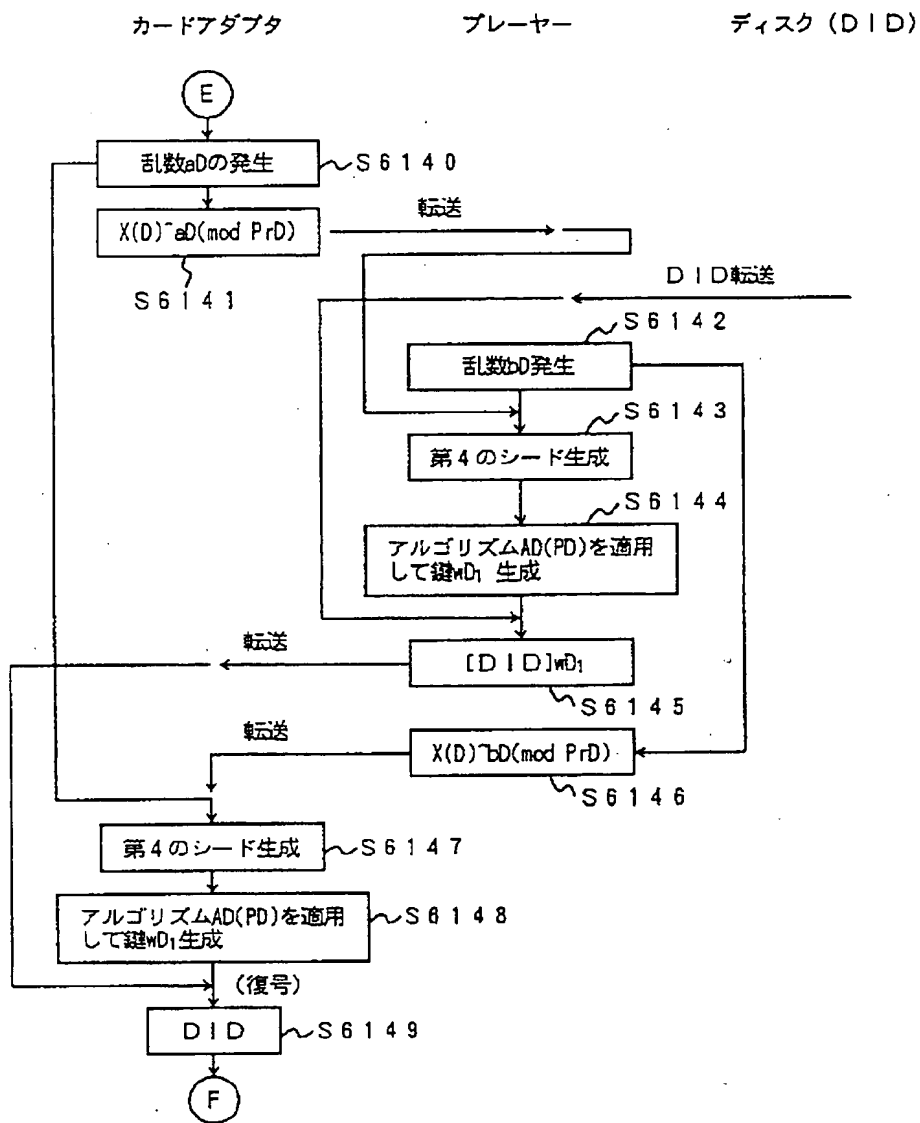 カードアダプタ
プレーヤー
ディスク(DID)
E
乱数aDの発生
S6140
X(D)^aD(mod PrD)
転送
S6141
DID転送
S6142
乱数bD発生
S6143
第4のシード生成
S6144
アルゴリズムAD(PD)を適用
して鍵wD₁ 生成
転送
[DID]wD₁
S6145
転送
X(D)^bD(mod PrD)
S6146
第4のシード生成
S6147
アルゴリズムAD(PD)を適用
して鍵wD₁生成
S6148
(復号)
DID
S6149
F